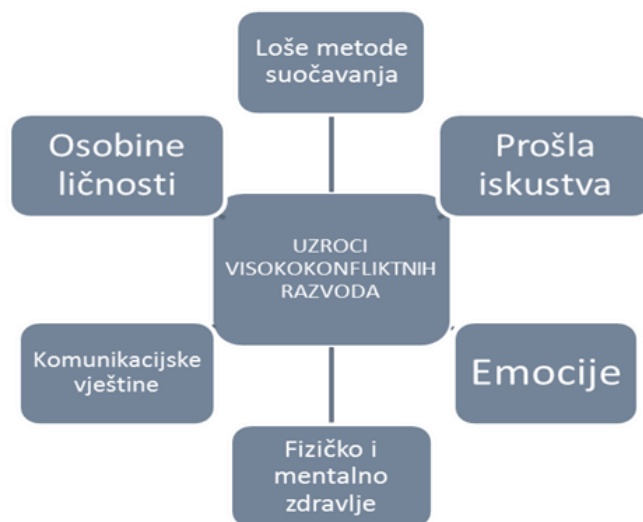 Loše metode
suočavanja
Osobine
ličnosti
Prošla
iskustva
UZROCI
VISOKOKONFLIKTNIH
RAZVODA
Komunikacijske
vještine
Emocije
Fizičko i
mentalno
zdravlje